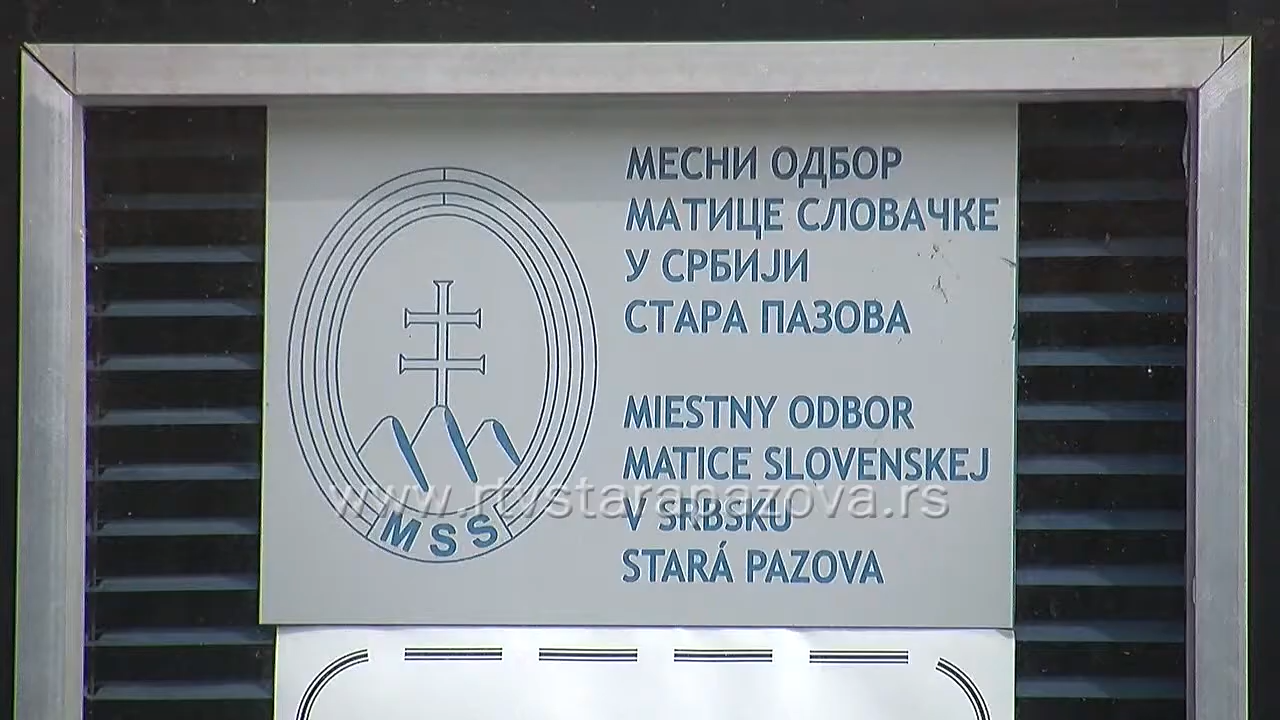 МЕСНИ ОДБОР
МАТИЦЕ СЛОВАЧКЕ
У СРБИЈИ
СТАРА ПАЗОВА
MIESTNY ODBOR
MATICE SLOVENSKEJ
V SRBSKU
STARÁ PAZOVA
MSS
www.rtvstarapazova.rs